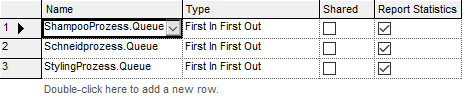 Name Type Shared Report Statistics
1 ShampooProzess.Queue First In First Out
2 Schneidprozess.Queue First In First Out
3 StylingProzess.Queue First In First Out
Double-click here to add a new row.